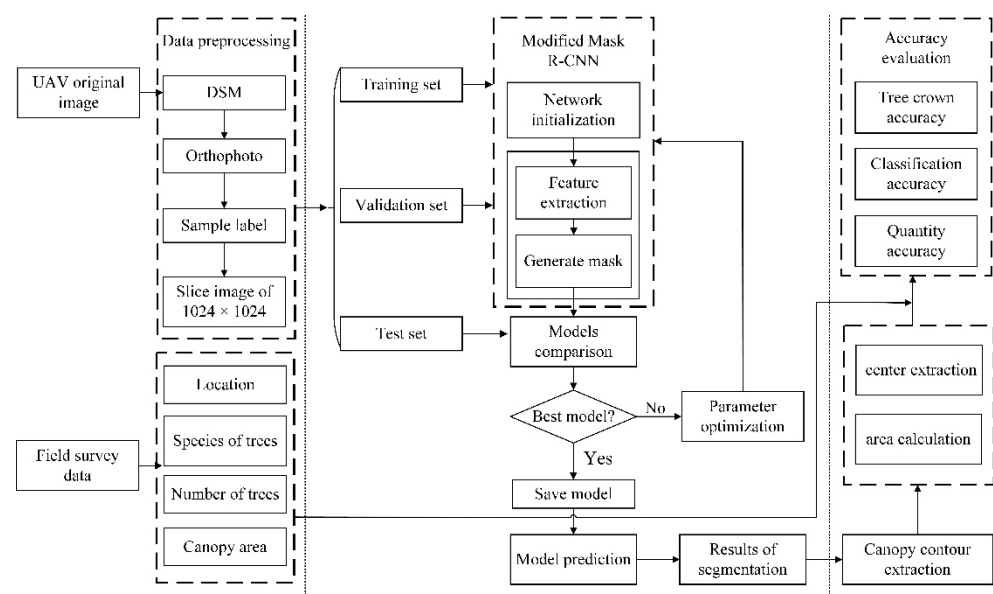 UAV original
image
Data preprocessing
DSM
Orthophoto
Sample label
Slice image of
1024 × 1024
Field survey
data
Location
Species of trees
Number of trees
Canopy area
Training set
Validation set
Test set
Modified Mask
R-CNN
Network
initialization
Feature
extraction
Generate mask
Models
comparison
Best model?
No
Parameter
optimization
Yes
Save model
Model prediction
Results of
segmentation
Canopy contour
extraction
center extraction
area calculation
Accuracy
evaluation
Tree crown
accuracy
Classification
accuracy
Quantity
accuracy